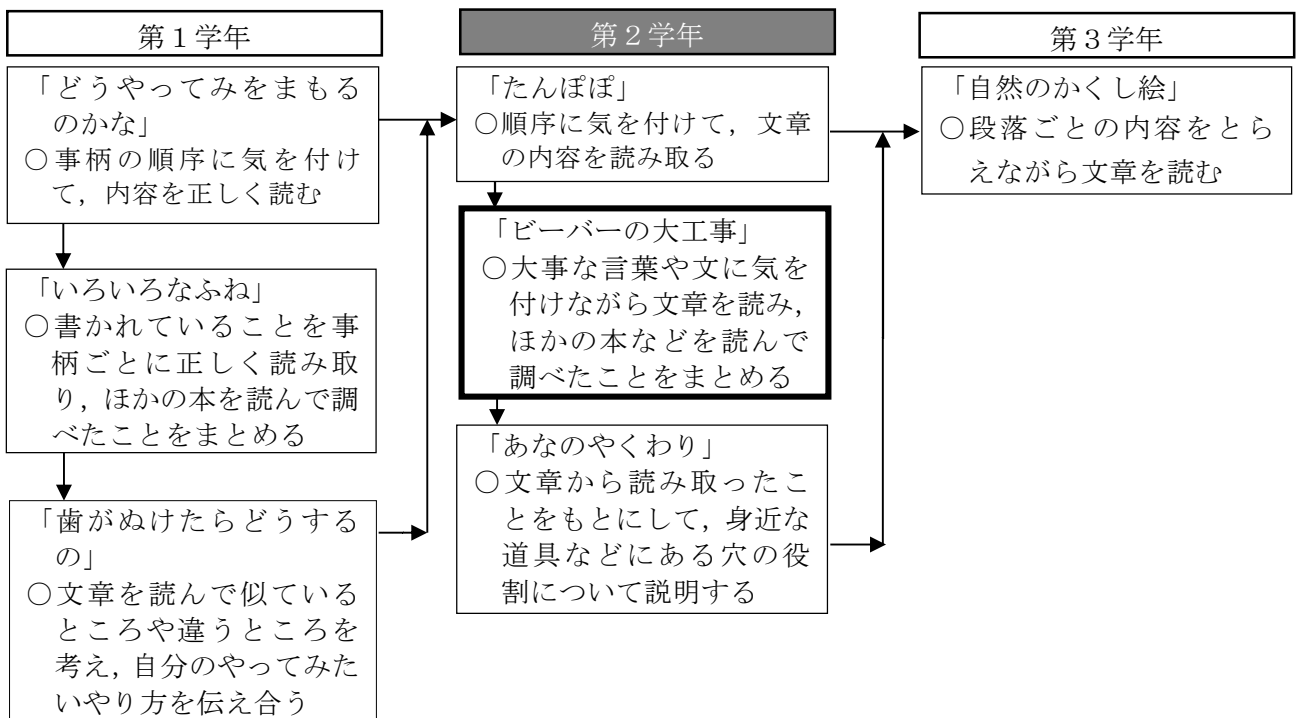 第１学年
「どうやってみをまもる
のかな」
○事柄の順序に気を付け
て，内容を正しく読む
「いろいろなふね」
○書かれていることを事
柄ごとに正しく読み取
り，ほかの本を読んで調
べたことをまとめる
「歯がぬけたらどうする
の」
○文章を読んで似ている
ところや違うところを
考え，自分のやってみた
いやり方を伝え合う
第２学年
「たんぽぽ」
○順序に気を付けて，文章
の内容を読み取る
「ビーバーの大工事」
○大事な言葉や文に気を
付けながら文章を読み，
ほかの本などを読んで
調べたことをまとめる
「あなのやくわり」
○文章から読み取ったこ
とをもとにして，身近な
道具などにある穴の役
割について説明する
第３学年
「自然のかくし絵」
○段落ごとの内容をとら
えながら文章を読む